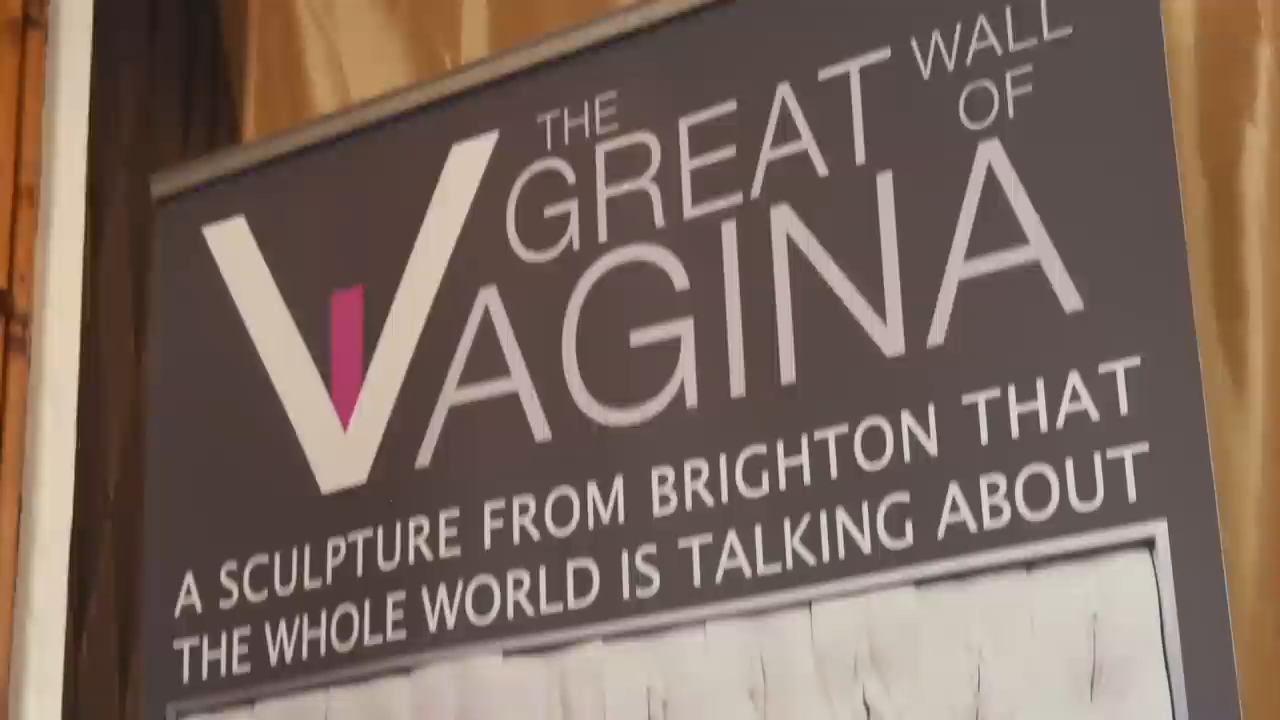 THE GREAT WALL OF
VAGINA
A SCULPTURE FROM BRIGHTON THAT
THE WHOLE WORLD IS TALKING ABOUT